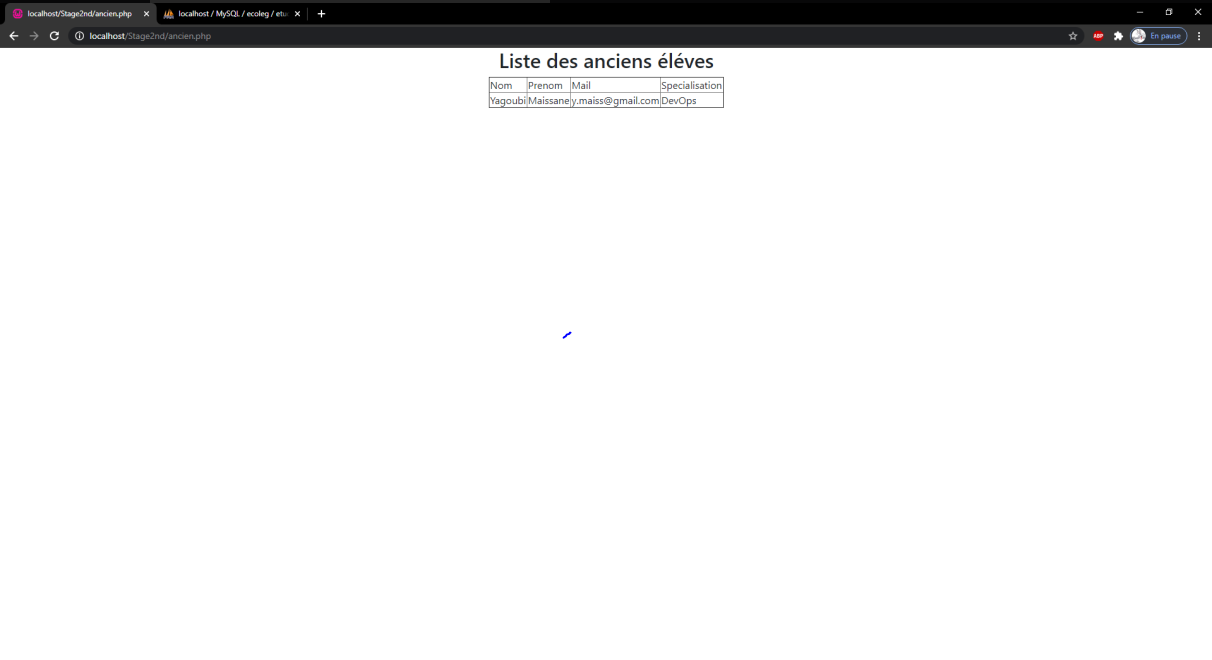 localhost/Stage2nd/ancien.php
localhost / MySQL / ecoleg / etud
localhost/Stage2nd/ancien.php
ABP
En pause
Liste des anciens éléves
Nom Prenom Mail Specialisation
Yagoubi Maissane y.maiss@gmail.com DevOps